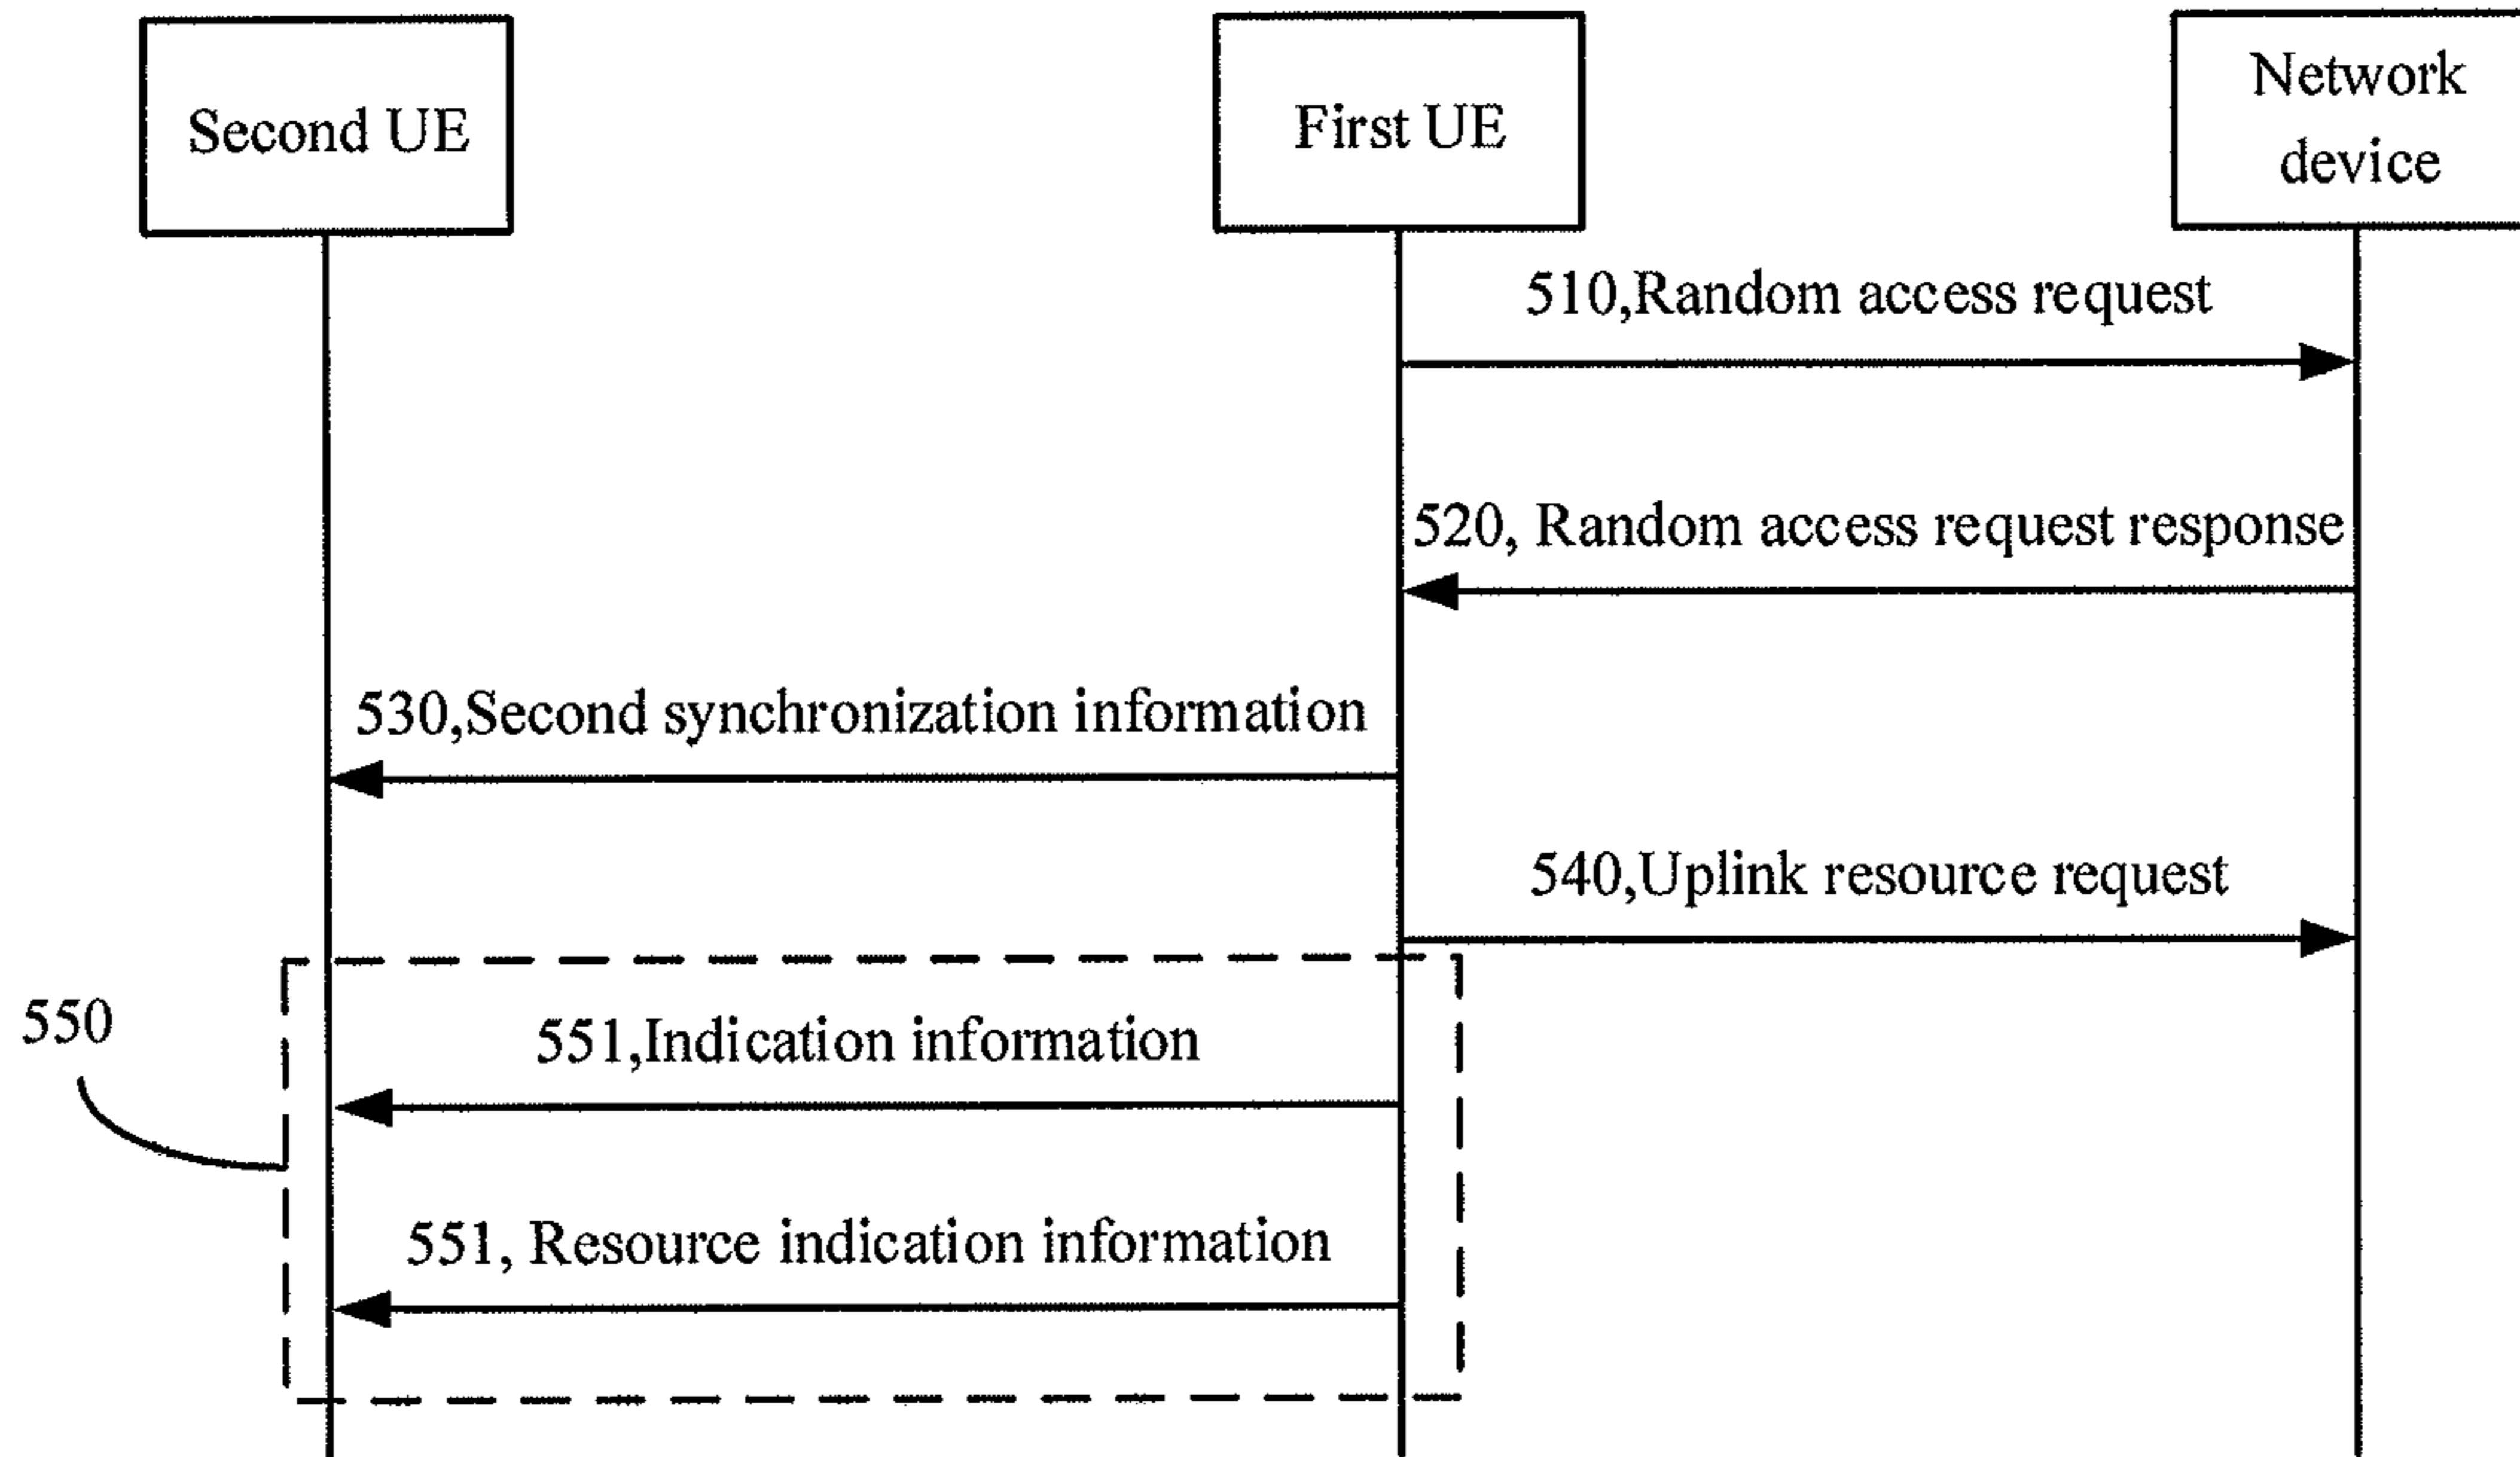 Second UE
First UE
Network
device
510,Random access request
520, Random access request response
530,Second synchronization information
540,Uplink resource request
550
551,Indication information
551, Resource indication information